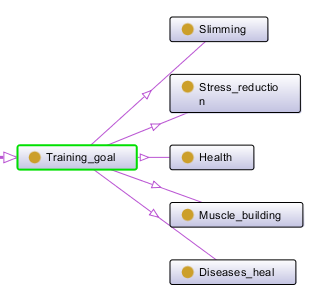 Slimming
Stress_reductio
n
Training_goal
Health
Muscle_building
Diseases_heal